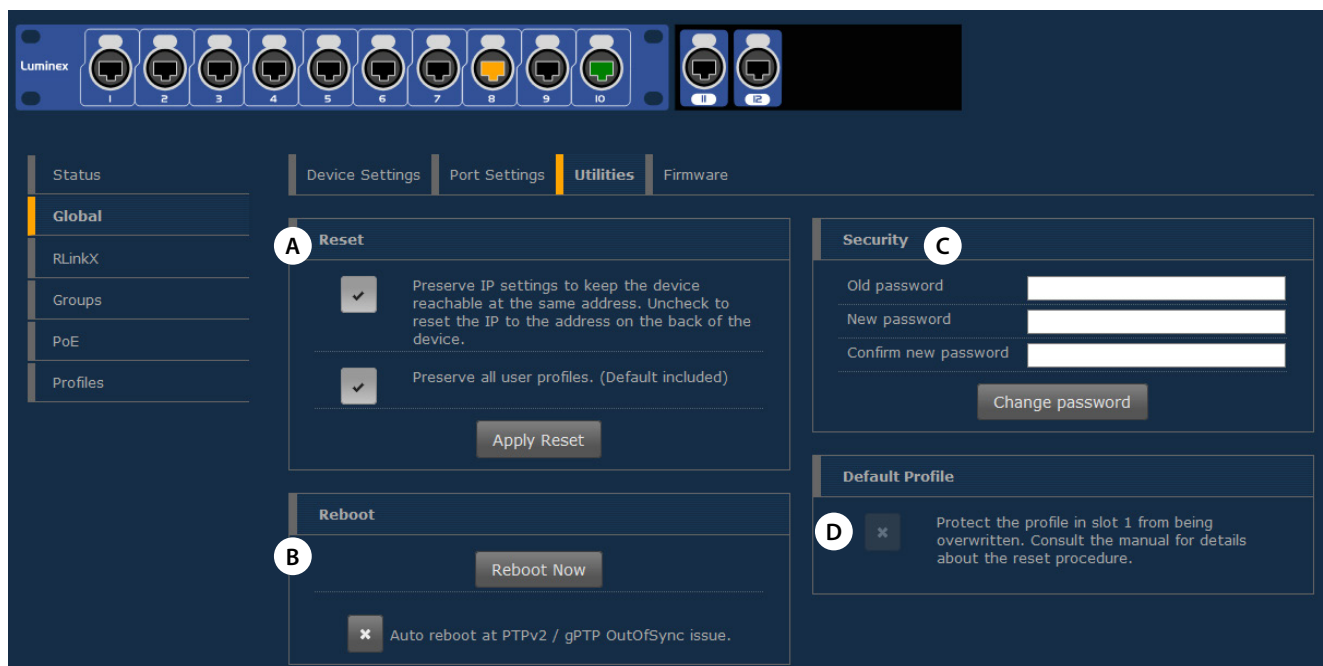 Luminex
1 2 3 4 5 6 7 8 9 10 11 12
Status
Global
RLinkX
Groups
PoE
Profiles
Device Settings Port Settings Utilities Firmware
A Reset
Preserve IP settings to keep the device
reachable at the same address. Uncheck to
reset the IP to the address on the back of the
device.
Preserve all user profiles. (Default included)
Apply Reset
Reboot
B
Reboot Now
Auto reboot at PTPv2 / gPTP OutOfSync issue.
Security C
Old password
New password
Confirm new password
Change password
Default Profile
D
Protect the profile in slot 1 from being
overwritten. Consult the manual for details
about the reset procedure.